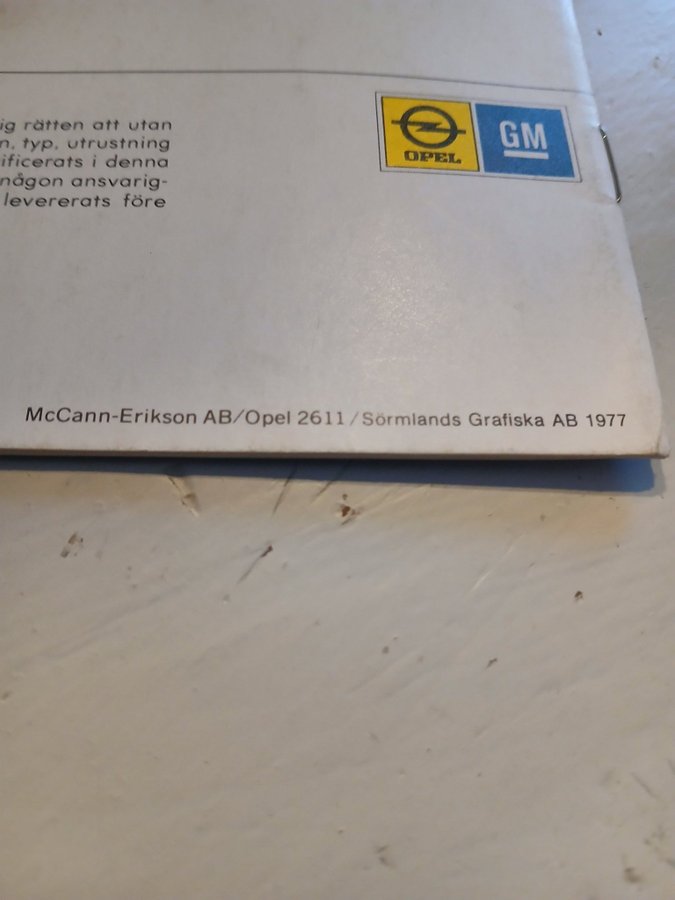 ig rätten att utan
n, typ, utrustning
ificerats i denna
någon ansvarig-
levererats före
OPEL
GM
McCann-Erikson AB/Opel 2611/Sörmlands Grafiska AB 1977